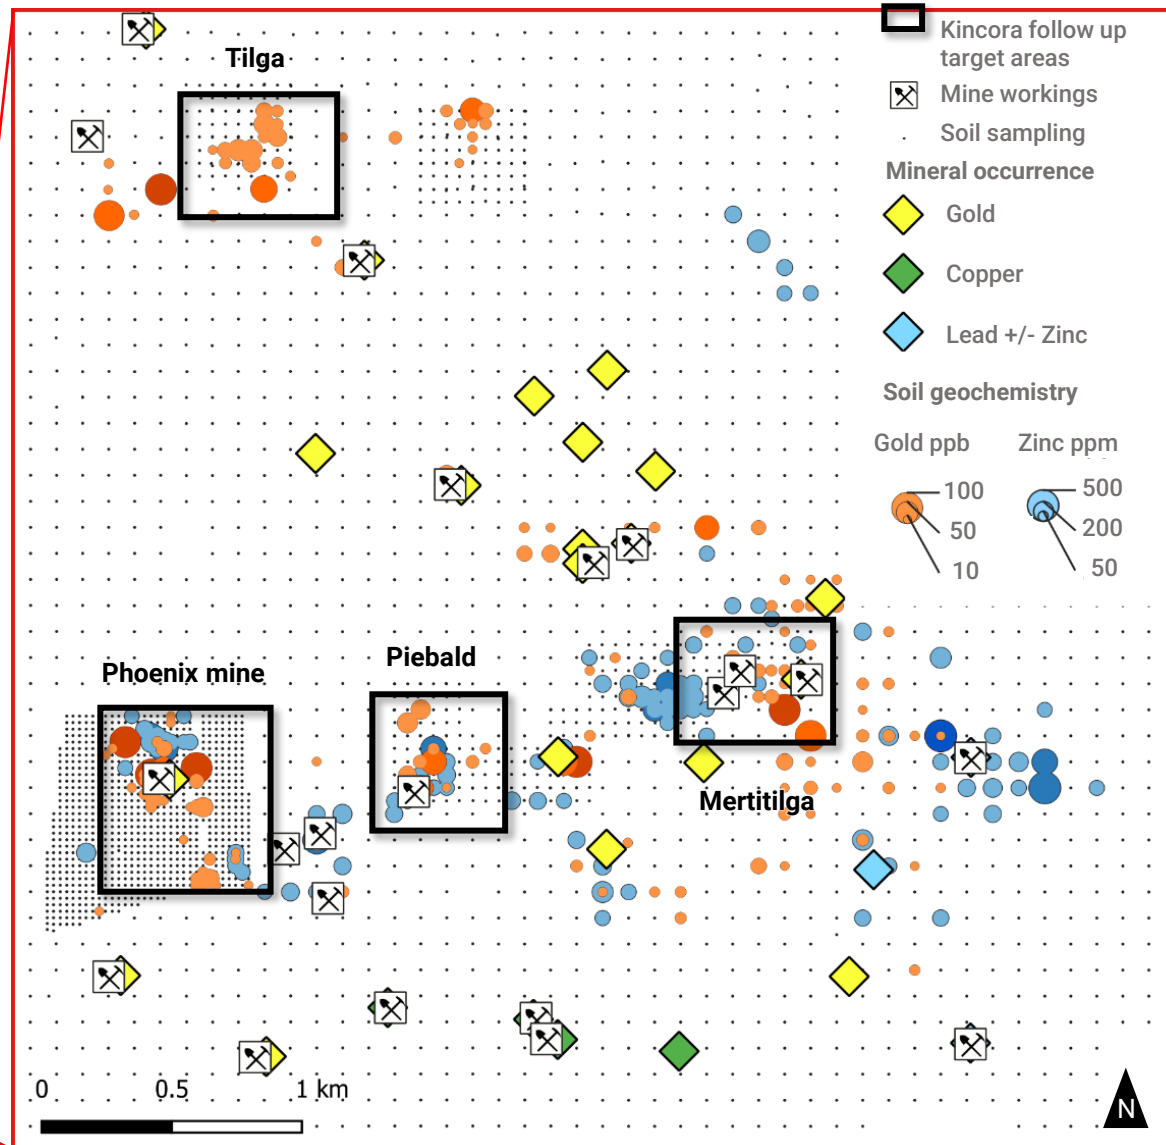 Kincora follow up
target areas
Mine workings
Soil sampling
Mineral occurrence
Gold
Copper
Lead +/- Zinc
Soil geochemistry
Gold ppb
Zinc ppm
100
50
10
500
200
50
Tilga
Phoenix mine
Piebald
Mertitilga
0 0.5 1 km
N